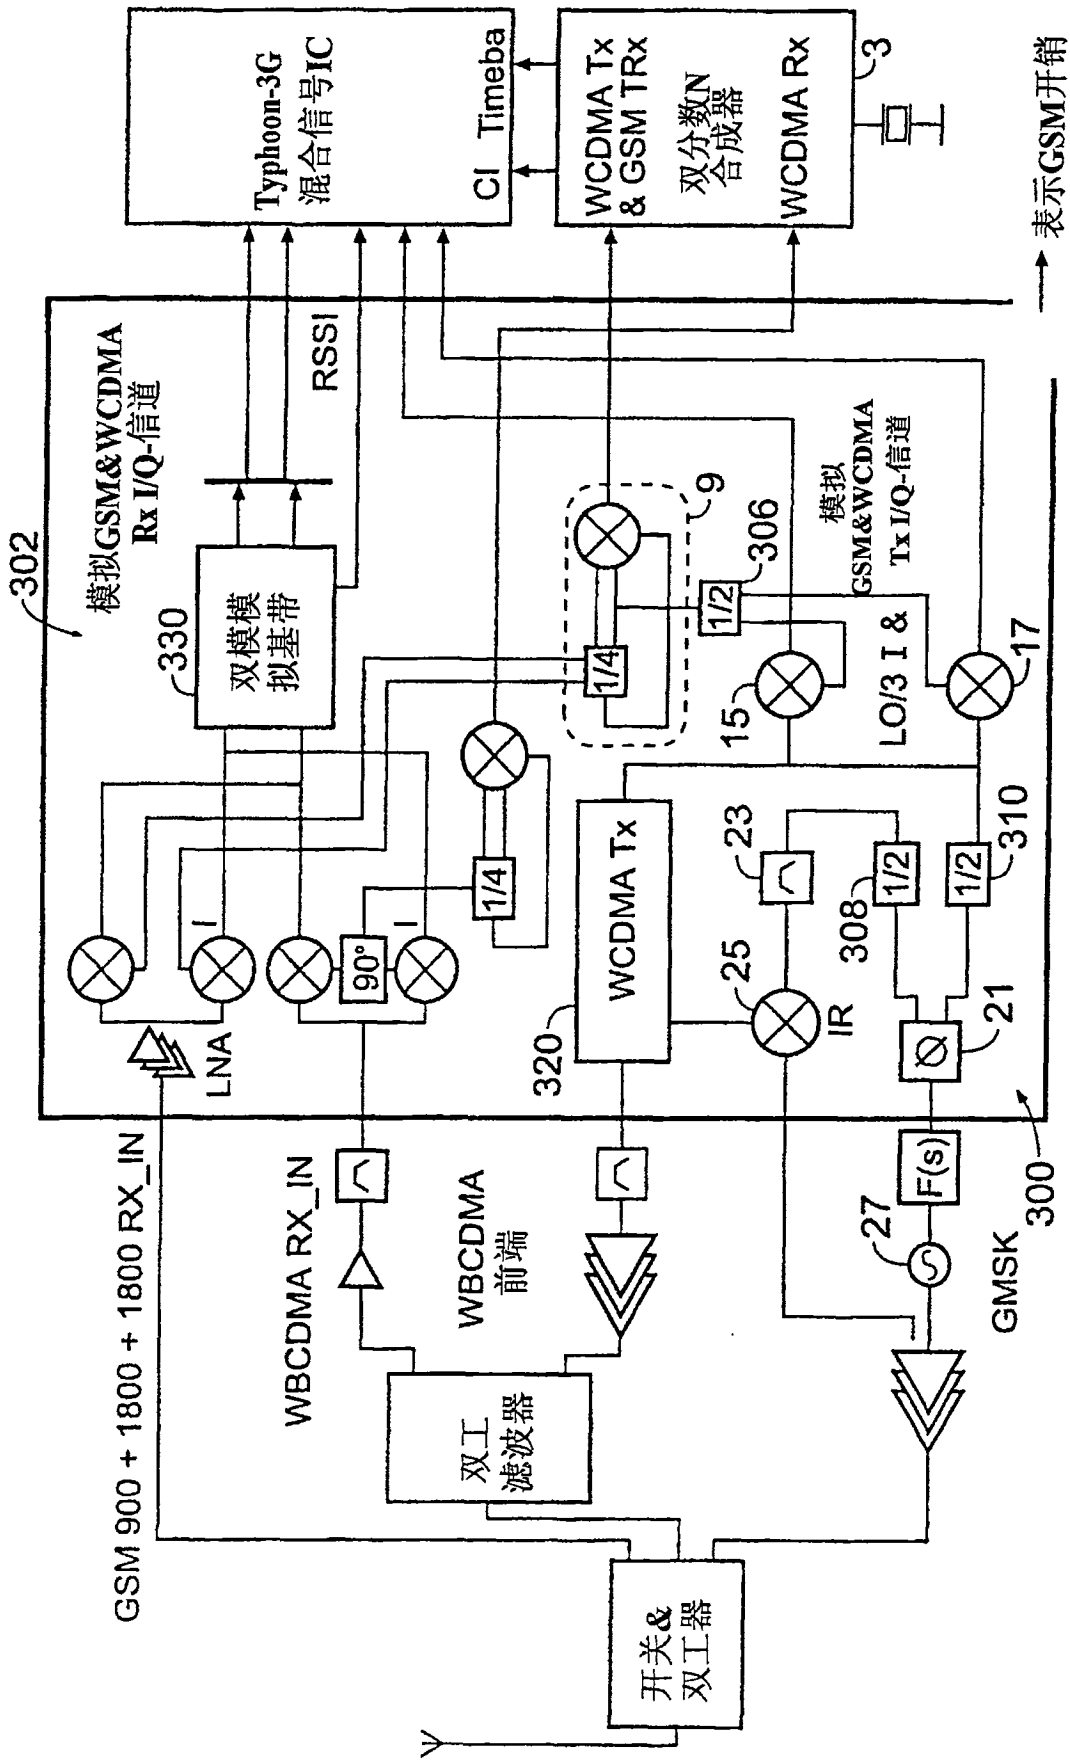 302
模拟GSM&WCDMA
Rx I/Q-信道
Typhoon-3G
混合信号IC
CI Timeba
RSSI
330
双模模
拟基带
GSM 900 + 1800 + 1800 RX_IN
LNA
I
90°
I
1/4
WBCDMA RX_IN
WBCDMA
前端
双工
滤波器
开关&
双工器
320
WCDMA Tx
1/4
9
WCDMA Tx
& GSM TRx
双分数N
合成器
WCDMA Rx
3
1/2
306
模拟
GSM&WCDMA
Tx I/Q-信道
15
LO/3 I &
17
23
25
IR
308
1/2
1/2
310
Ø
21
F(s)
27
GMSK
300
表示GSM开销